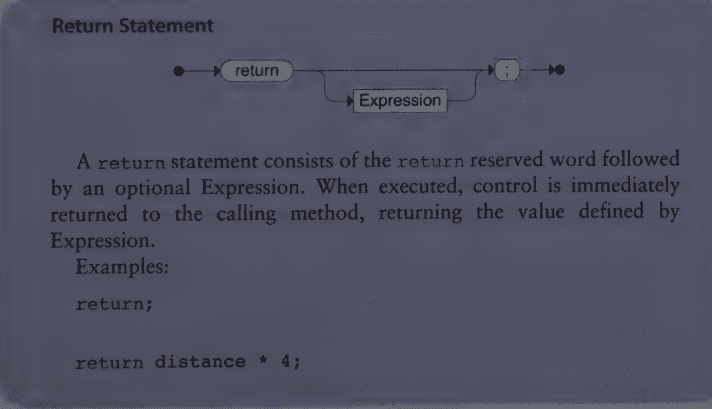 Return Statement
return
;
Expression
A return statement consists of the return reserved word followed
by an optional Expression. When executed, control is immediately
returned to the calling method, returning the value defined by
Expression.
Examples:
return;
return distance * 4;